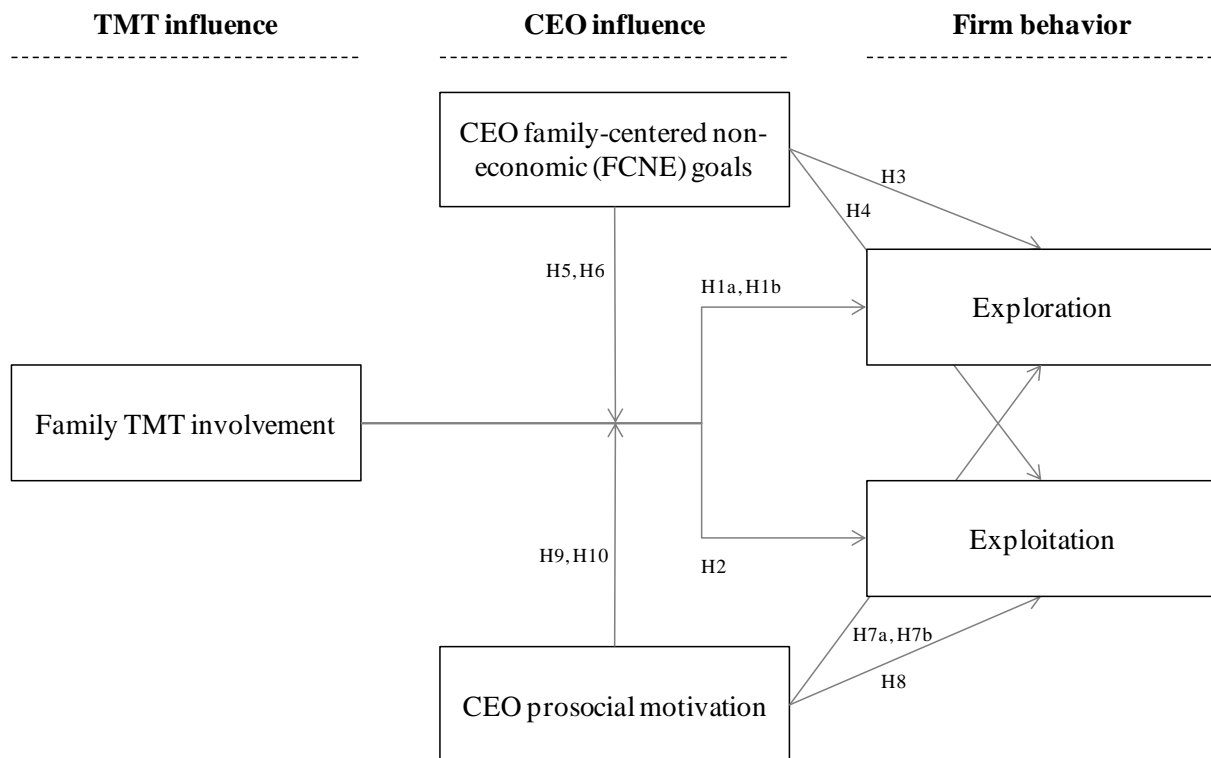 TMT influence
CEO influence
Firm behavior
CEO family-centered non-
economic (FCNE) goals
H3
H4
H5, H6
H1a, H1b
Exploration
Family TMT involvement
Exploitation
H9, H10
H2
H7a, H7b
H8
CEO prosocial motivation